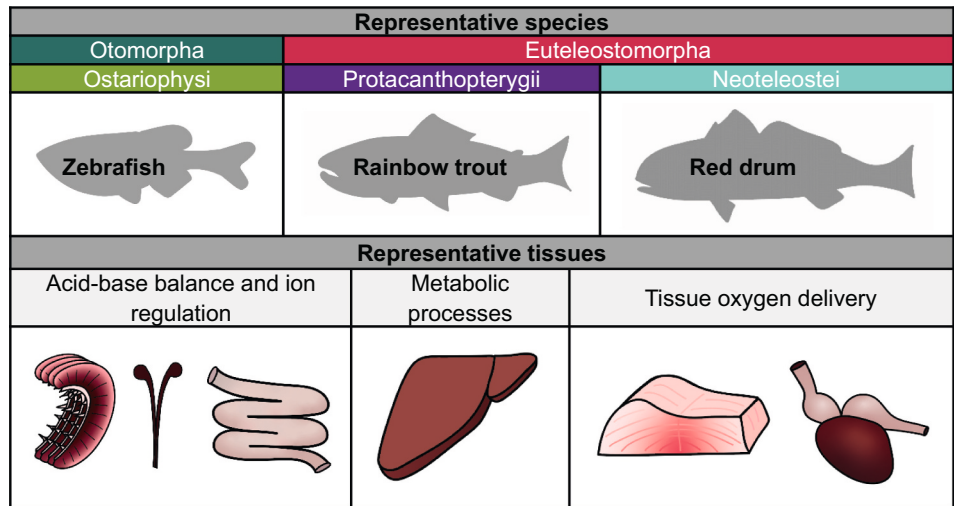 Representative species
Otomorpha
Euteleostomorpha
Ostariophysi
Protacanthopterygii
Neoteleostei
Zebrafish
Rainbow trout
Red drum
Representative tissues
Acid-base balance and ion
regulation
Metabolic
processes
Tissue oxygen delivery